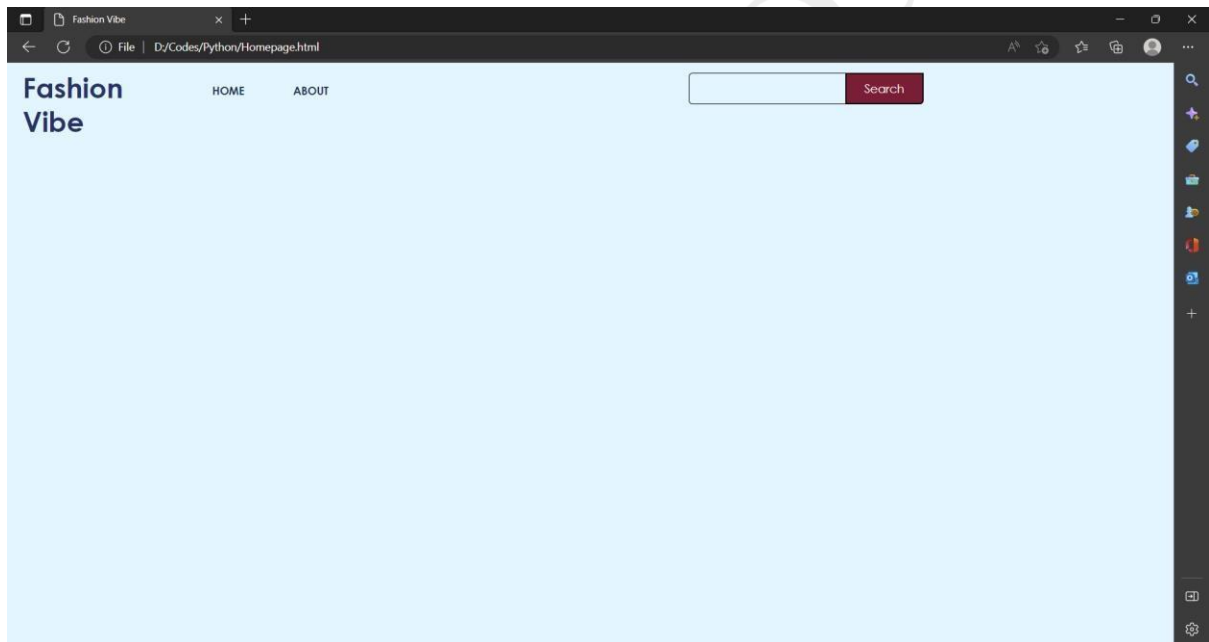 Fashion Vibe
File | D:/Codes/Python/Homepage.html
Fashion
Vibe
HOME ABOUT
Search